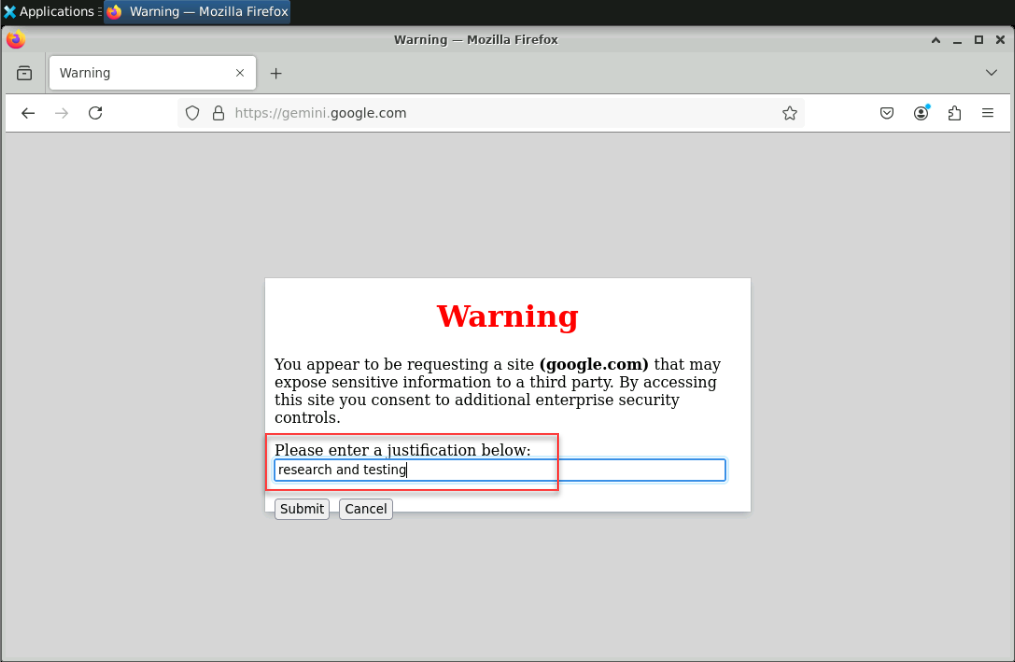 Applications
Warning — Mozilla Firefox
Warning — Mozilla Firefox
Warning
https://gemini.google.com
Warning
You appear to be requesting a site (google.com) that may
expose sensitive information to a third party. By accessing
this site you consent to additional enterprise security
controls.
Please enter a justification below:
research and testing
Submit Cancel